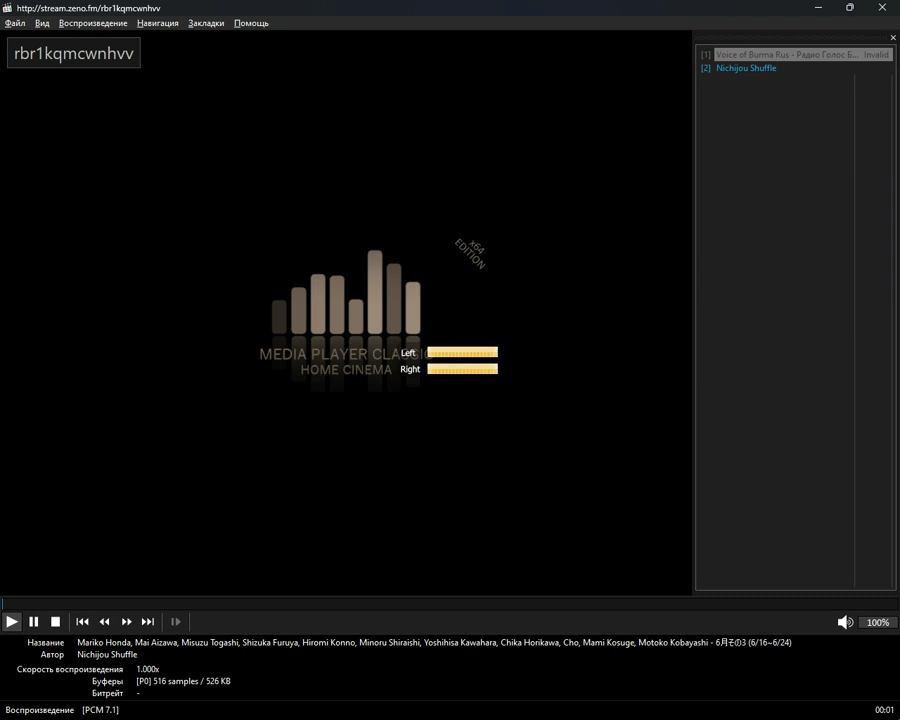 http://stream.zeno.fm/rbr1kqmcwnhvv
Файл Вид Воспроизведение Навигация Закладки Помощь
rbr1kqmcwnhvv
[1] Voice of Burma Rus - Радио Голос Б... Invalid
[2] Nichijou Shuffle
x64
EDITION
MEDIA PLAYER CLASSIC
HOME CINEMA
Left
Right
100%
Название Mariko Honda, Mai Aizawa, Misuzu Togashi, Shizuka Furuya, Hiromi Konno, Minoru Shiraishi, Yoshihisa Kawahara, Chika Horikawa, Cho, Mami Kosuge, Motoko Kobayashi - 6月その3 (6/16~6/24)
Автор Nichijou Shuffle
Скорость воспроизведения 1.000x
Буферы [P0] 516 samples / 526 KB
Битрейт -
Воспроизведение [PCM 7.1] 00:01